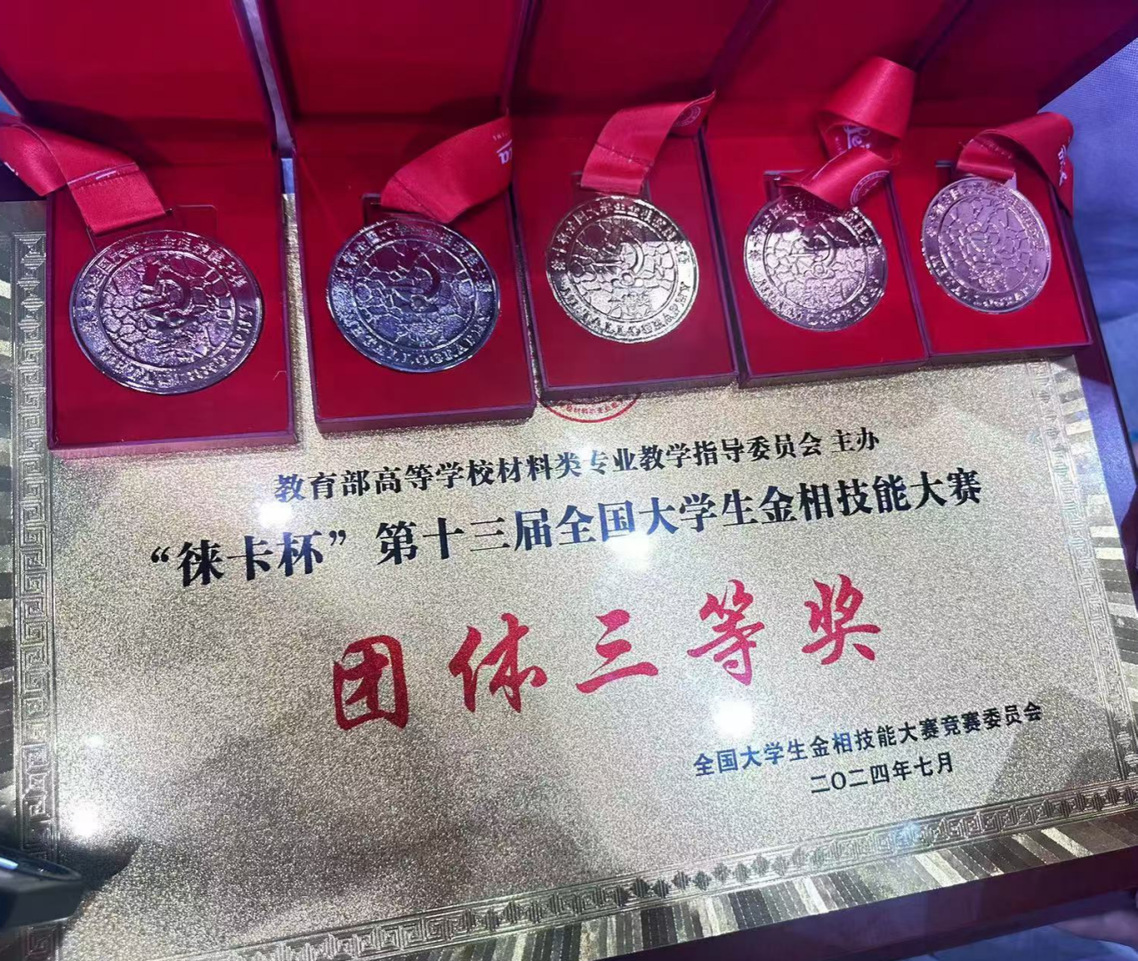 METALLOGRAPHY
教育部高等学校材料类专业教学指导委员会 主办
“徕卡杯”第十三届全国大学生金相技能大赛
团体三等奖
全国大学生金相技能大赛竞赛委员会
二〇二四年七月